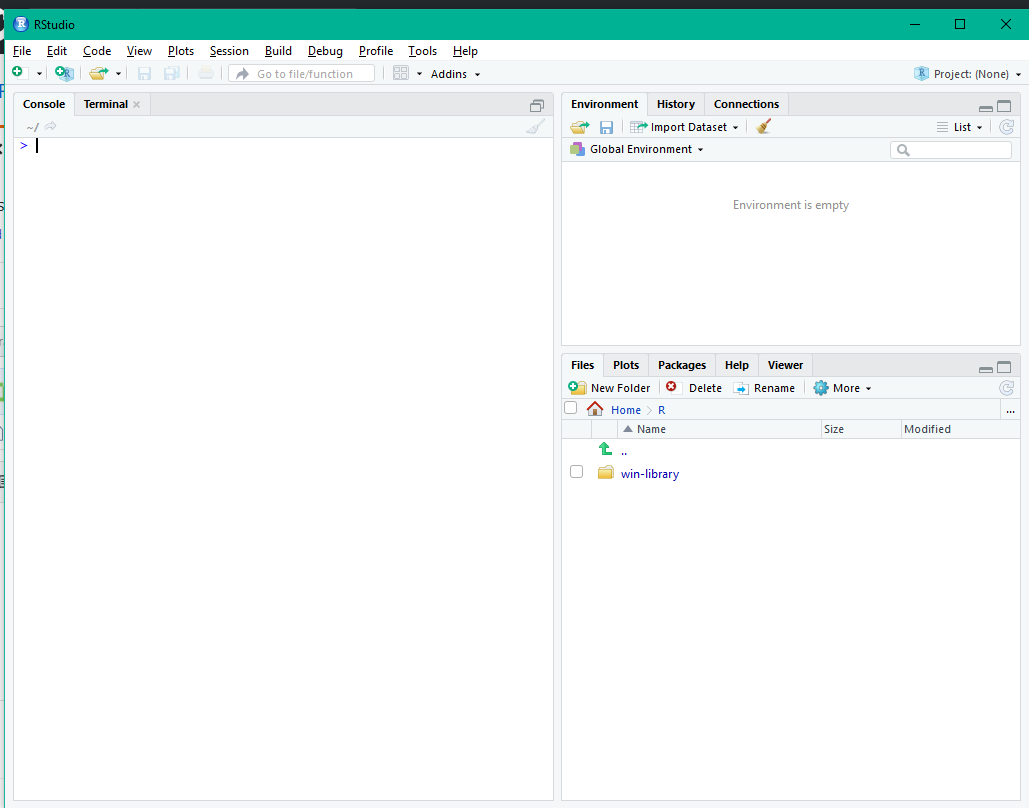 RStudio
File Edit Code View Plots Session Build Debug Profile Tools Help
Go to file/function Addins Project: (None)
Console Terminal
~/
>
Environment History Connections
Import Dataset List
Global Environment
Environment is empty
Files Plots Packages Help Viewer
New Folder Delete Rename More
Home R ...
Name Size Modified
..
win-library